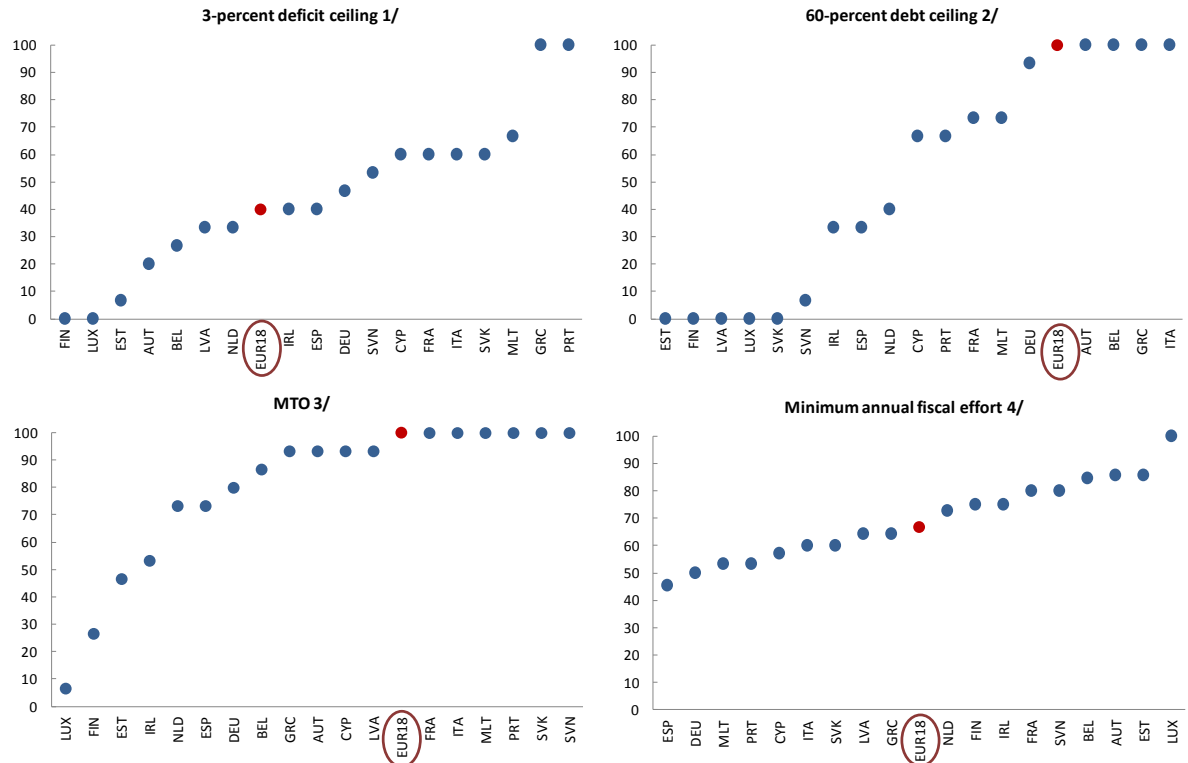 3-percent deficit ceiling 1/
100
90
80
70
60
50
40
30
20
10
0
FIN
LUX
EST
AUT
BEL
LVA
NLD
EUR18
IRL
ESP
DEU
SVN
CYP
FRA
ITA
SVK
MLT
GRC
PRT
60-percent debt ceiling 2/
100
90
80
70
60
50
40
30
20
10
0
EST
FIN
LVA
LUX
SVK
SVN
IRL
ESP
NLD
CYP
PRT
FRA
MLT
DEU
EUR18
AUT
BEL
GRC
ITA
MTO 3/
100
90
80
70
60
50
40
30
20
10
0
LUX
FIN
EST
IRL
NLD
ESP
DEU
BEL
GRC
AUT
CYP
LVA
EUR18
FRA
ITA
MLT
PRT
SVK
SVN
Minimum annual fiscal effort 4/
100
90
80
70
60
50
40
30
20
10
0
ESP
DEU
MLT
PRT
CYP
ITA
SVK
LVA
GRC
EUR18
NLD
FIN
IRL
FRA
SVN
BEL
AUT
EST
LUX